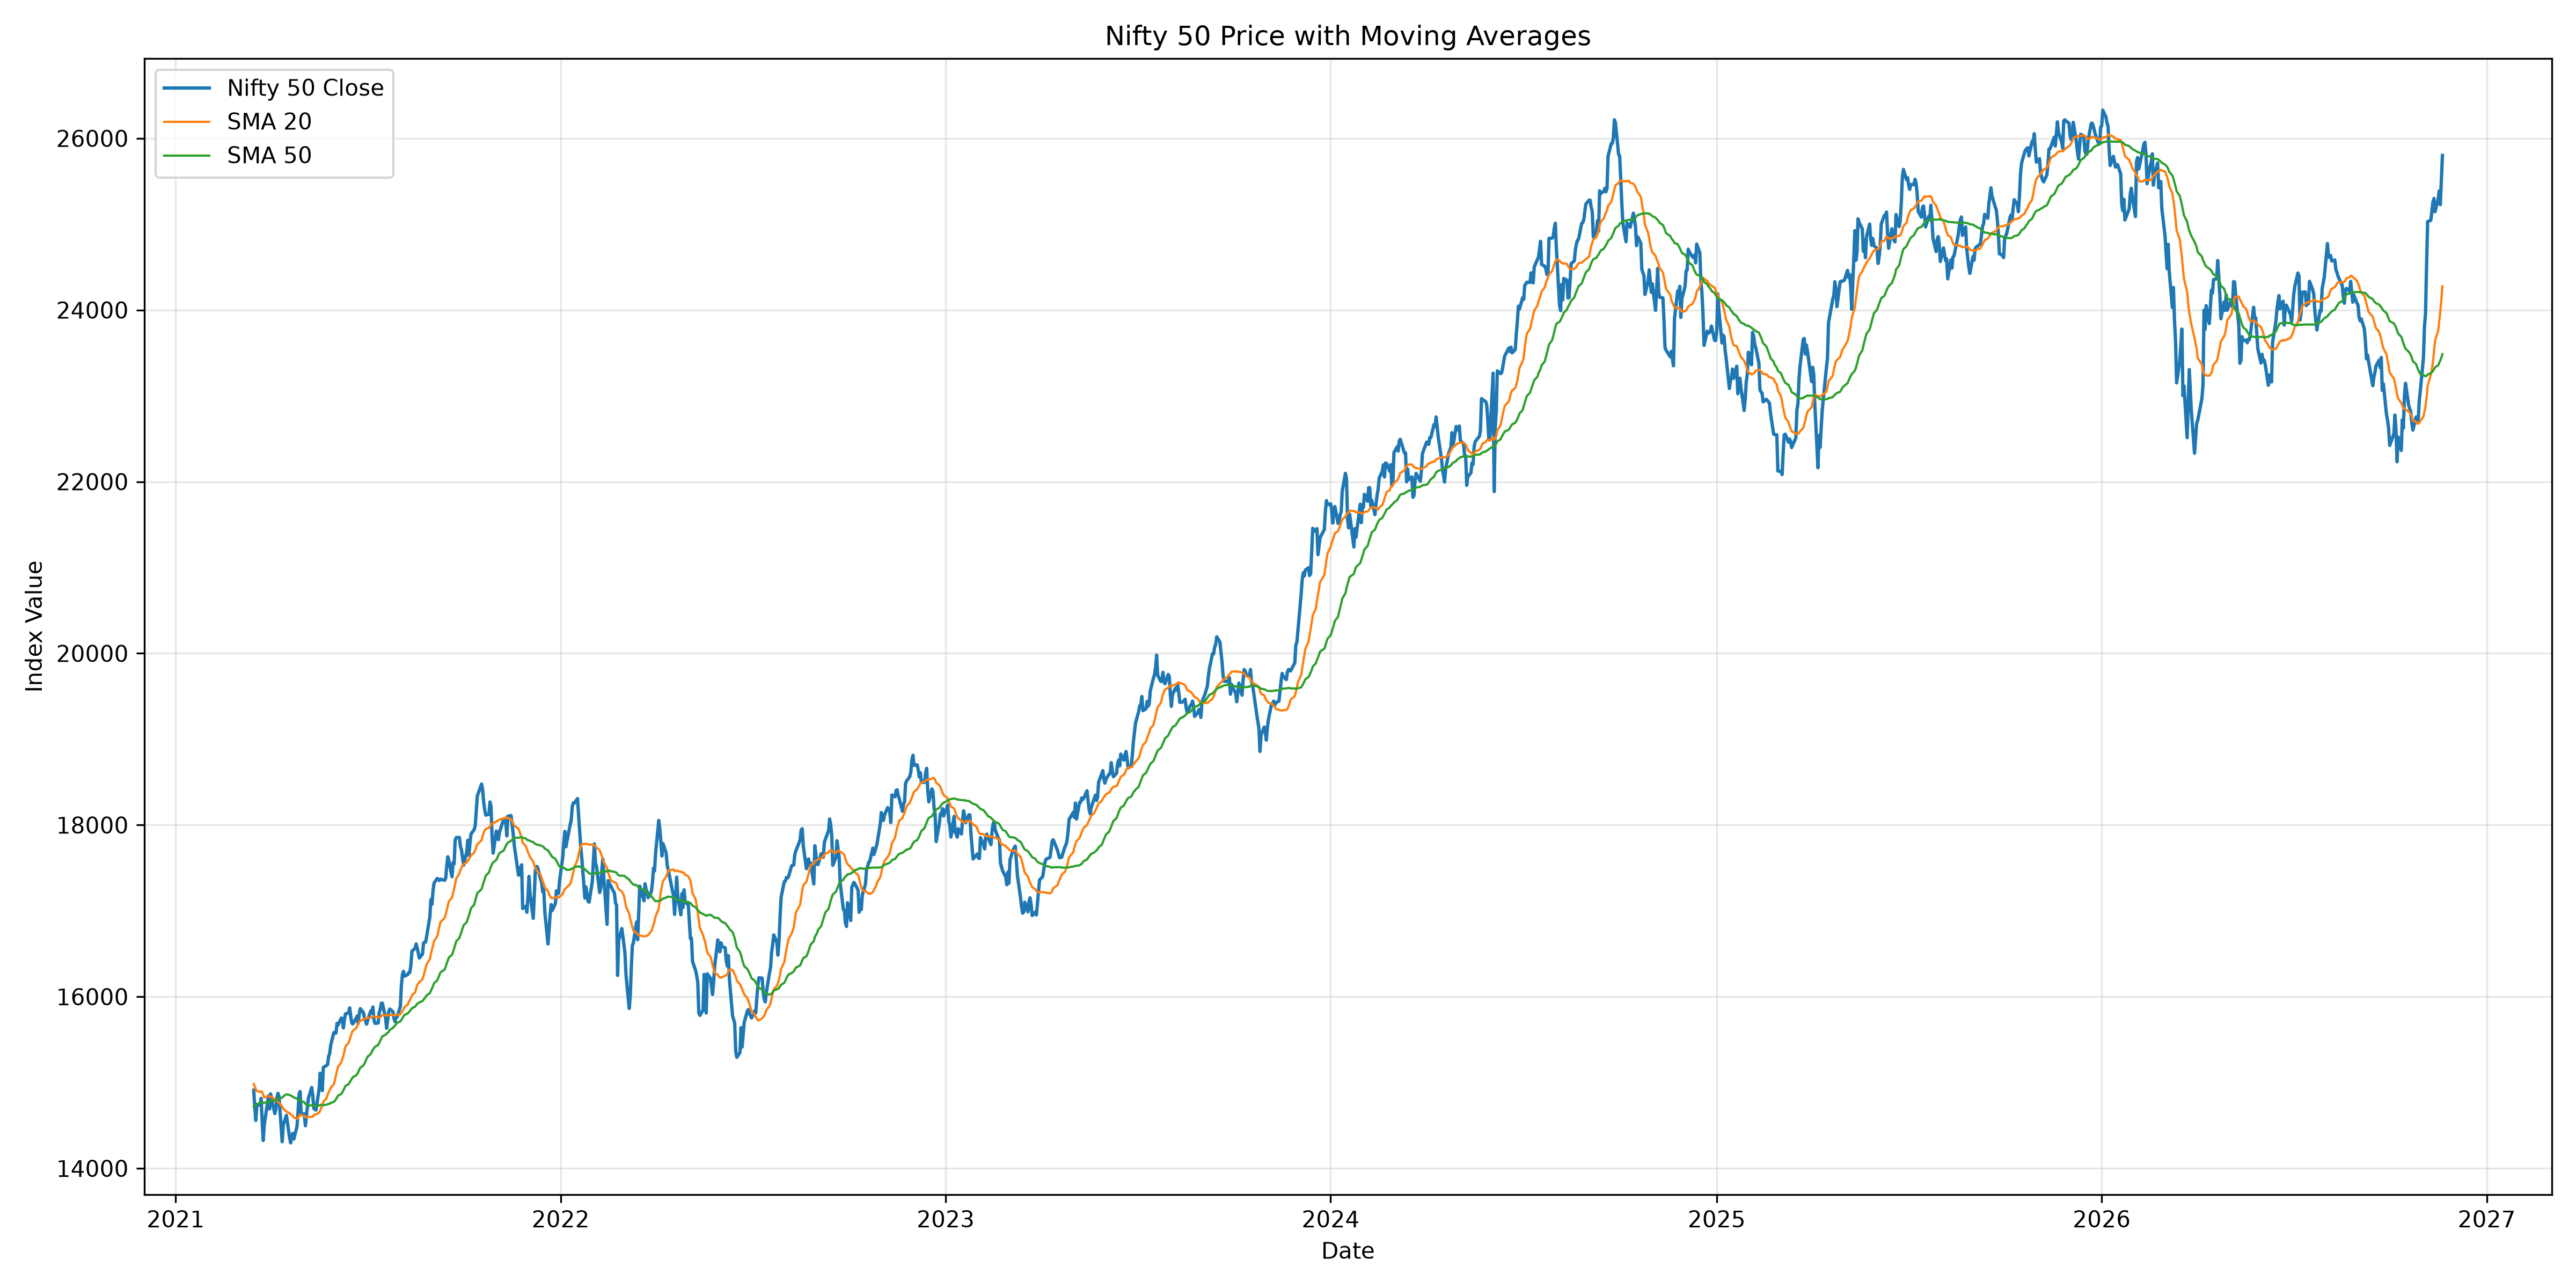 Nifty 50 Price with Moving Averages
Nifty 50 Close
SMA 20
SMA 50
26000
24000
22000
20000
18000
16000
14000
Index Value
2021 2022 2023 2024 2025 2026 2027
Date